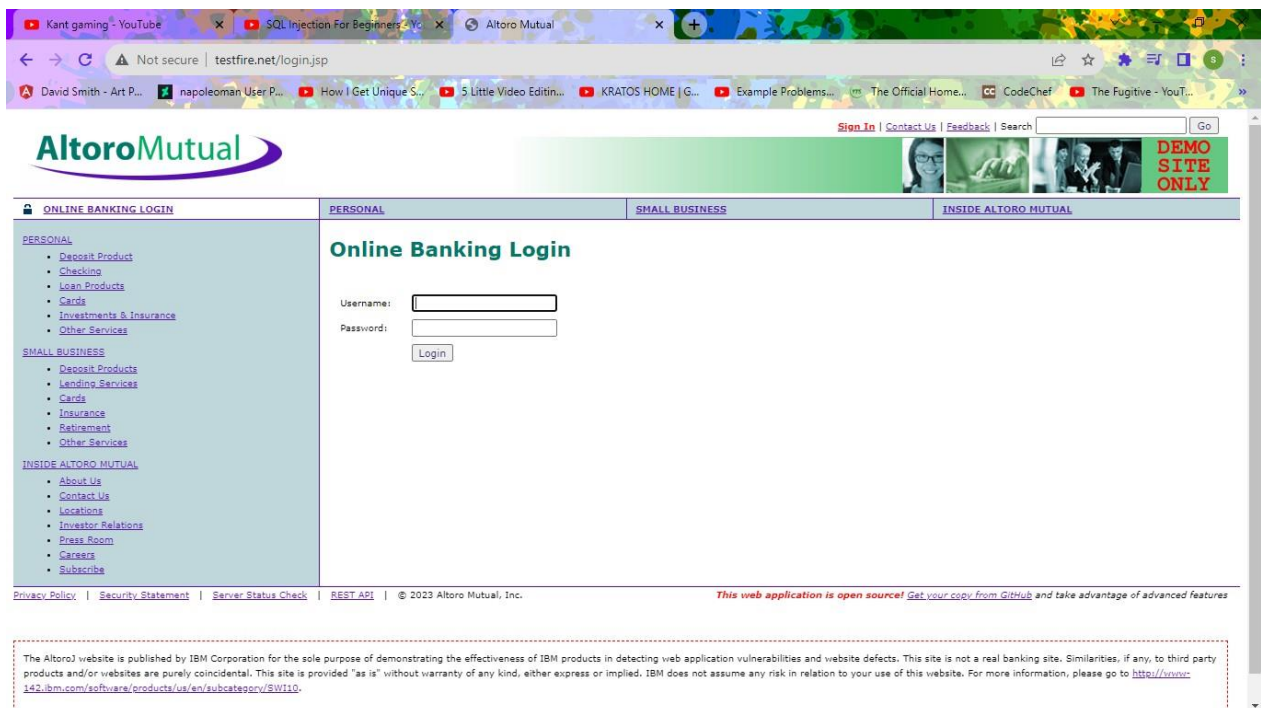 Kant gaming - YouTube
SQL Injection For Beginners - Yo
Altoro Mutual
Not secure | testfire.net/login.jsp
S
David Smith - Art P...
napoleoman User P...
How I Get Unique S...
5 Little Video Editin...
KRATOS HOME | G...
Example Problems...
The Official Home...
CC CodeChef
The Fugitive - YouT...
»
Sign In | Contact Us | Feedback | Search
Go
AltoroMutual
DEMO
SITE
ONLY
ONLINE BANKING LOGIN
PERSONAL
SMALL BUSINESS
INSIDE ALTORO MUTUAL
PERSONAL
Deposit Product
Checking
Loan Products
Cards
Investments & Insurance
Other Services
SMALL BUSINESS
Deposit Products
Lending Services
Cards
Insurance
Retirement
Other Services
INSIDE ALTORO MUTUAL
About Us
Contact Us
Locations
Investor Relations
Press Room
Careers
Subscribe
Online Banking Login
Username:
Password:
Login
Privacy Policy | Security Statement | Server Status Check | REST API | © 2023 Altoro Mutual, Inc.
This web application is open source! Get your copy from GitHub and take advantage of advanced features
The AltoroJ website is published by IBM Corporation for the sole purpose of demonstrating the effectiveness of IBM products in detecting web application vulnerabilities and website defects. This site is not a real banking site. Similarities, if any, to third party
products and/or websites are purely coincidental. This site is provided "as is" without warranty of any kind, either express or implied. IBM does not assume any risk in relation to your use of this website. For more information, please go to http://www-
142.ibm.com/software/products/us/en/subcategory/SWI10.